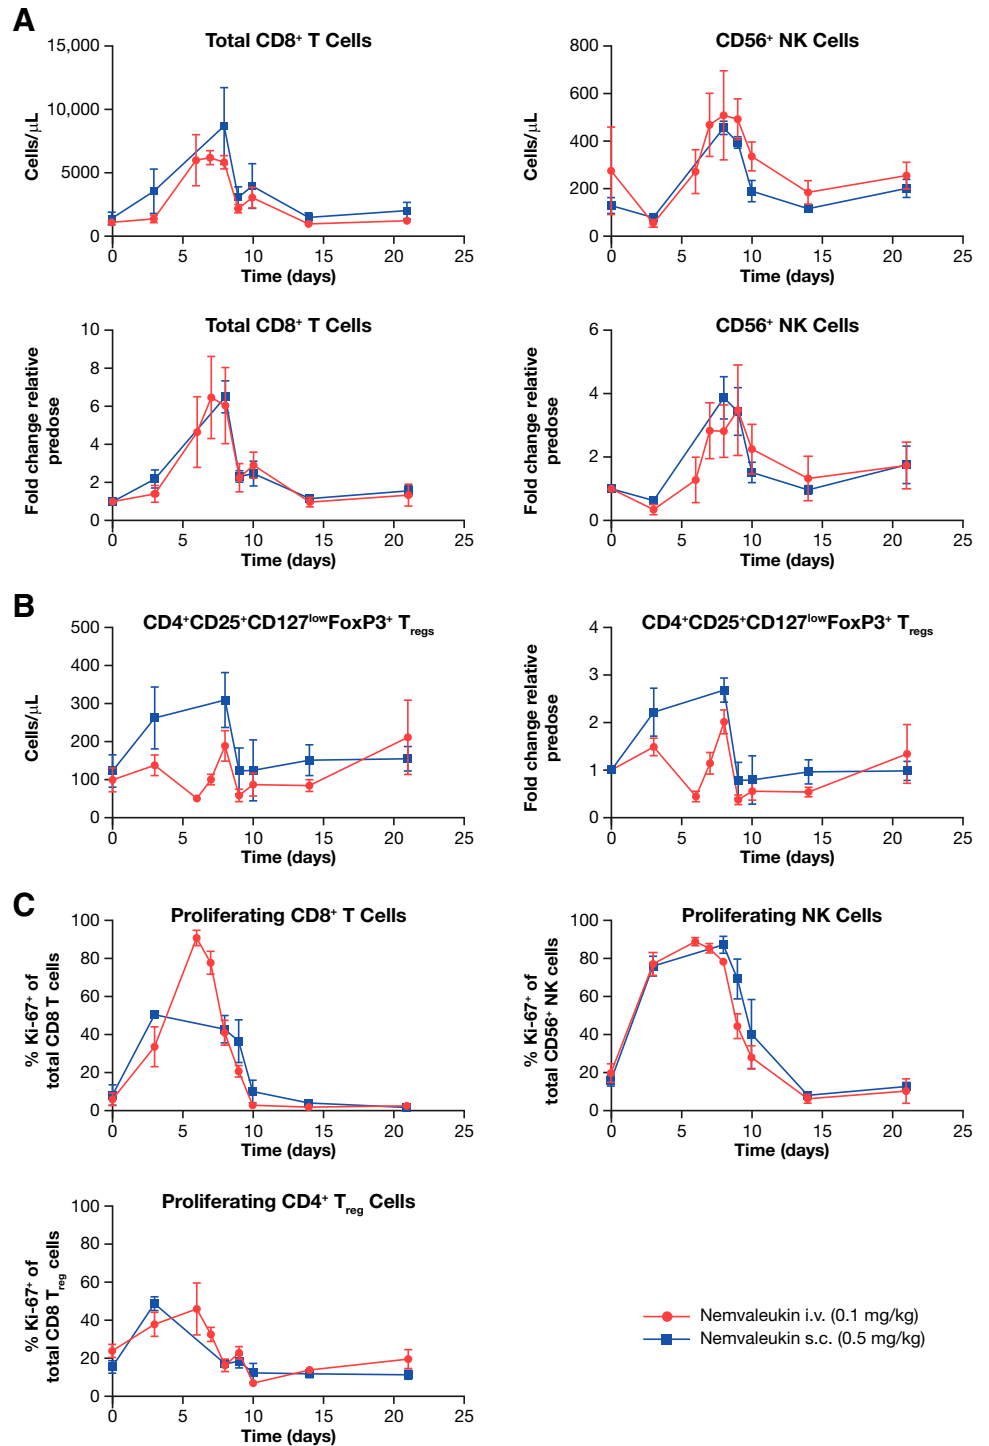 A
Total CD8⁺ T Cells
Cells/μL
15,000
10,000
5000
0
0 5 10 15 20 25
Time (days)
CD56⁺ NK Cells
Cells/μL
800
600
400
200
0
0 5 10 15 20 25
Time (days)
Total CD8⁺ T Cells
Fold change relative
predose
10
8
6
4
2
0
0 5 10 15 20 25
Time (days)
CD56⁺ NK Cells
Fold change relative
predose
6
4
2
0
0 5 10 15 20 25
Time (days)
B
CD4⁺CD25⁺CD127ˡᵒʷFoxP3⁺ Tregs
Cells/μL
500
400
300
200
100
0
0 5 10 15 20 25
Time (days)
CD4⁺CD25⁺CD127ˡᵒʷFoxP3⁺ Tregs
Fold change relative
predose
4
3
2
1
0
0 5 10 15 20 25
Time (days)
C
Proliferating CD8⁺ T Cells
% Ki-67⁺ of
total CD8 T cells
100
80
60
40
20
0
0 5 10 15 20 25
Time (days)
Proliferating NK Cells
% Ki-67⁺ of
total CD56⁺ NK cells
100
80
60
40
20
0
0 5 10 15 20 25
Time (days)
Proliferating CD4⁺ Treg Cells
% Ki-67⁺ of
total CD8 Treg cells
100
80
60
40
20
0
0 5 10 15 20 25
Time (days)
Nemvaleukin i.v. (0.1 mg/kg)
Nemvaleukin s.c. (0.5 mg/kg)